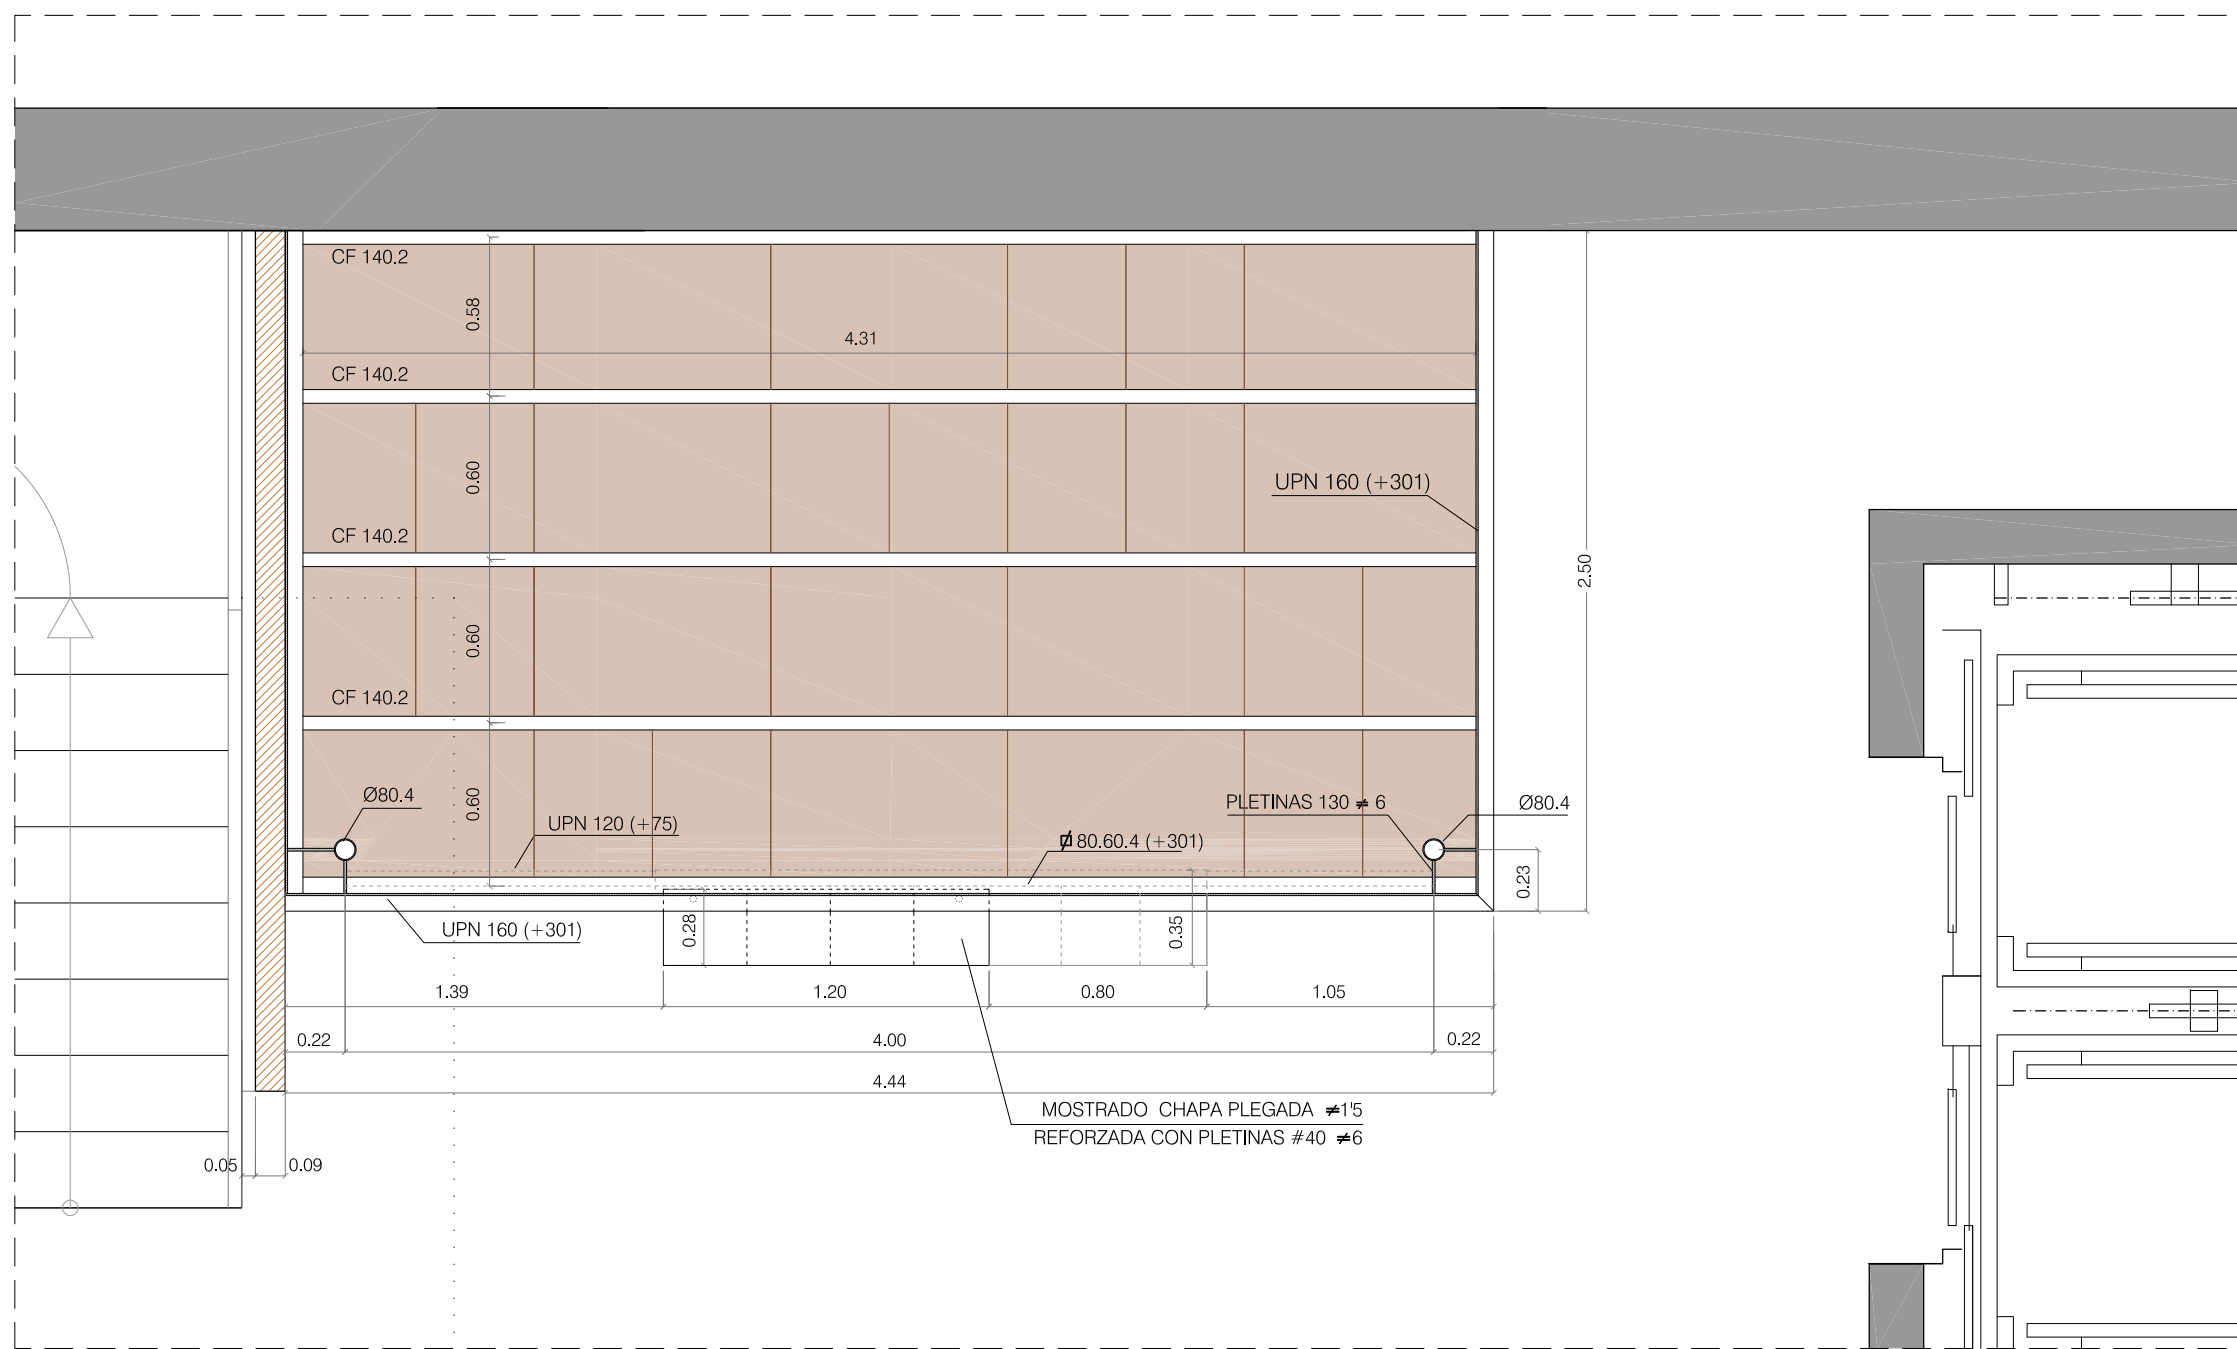 CF 140.2
0.58
4.31
CF 140.2
0.60
UPN 160 (+301)
CF 140.2
2.50
0.60
CF 140.2
Ø80.4
0.60
UPN 120 (+75)
PLETINAS 130 ≠ 6
Ø80.4
80.60.4 (+301)
0.23
UPN 160 (+301)
0.28
0.35
1.39
1.20
0.80
1.05
0.22
4.00
0.22
4.44
MOSTRADO CHAPA PLEGADA ≠1'5
REFORZADA CON PLETINAS #40 ≠6
0.05
0.09